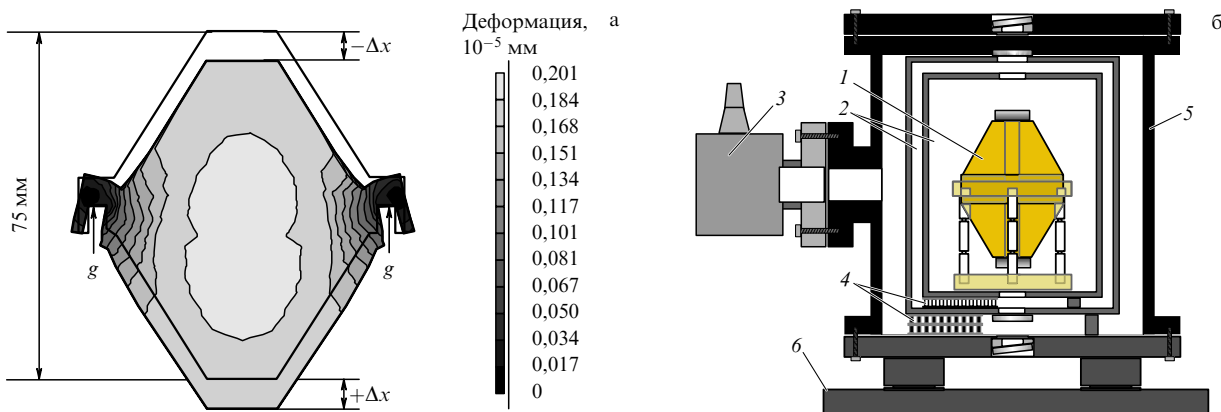 а
75 мм
−Δx
+Δx
g
g
Деформация,
10⁻⁵ мм
0,201
0,184
0,168
0,151
0,134
0,117
0,101
0,081
0,067
0,050
0,034
0,017
0
б
1
2
3
4
5
6